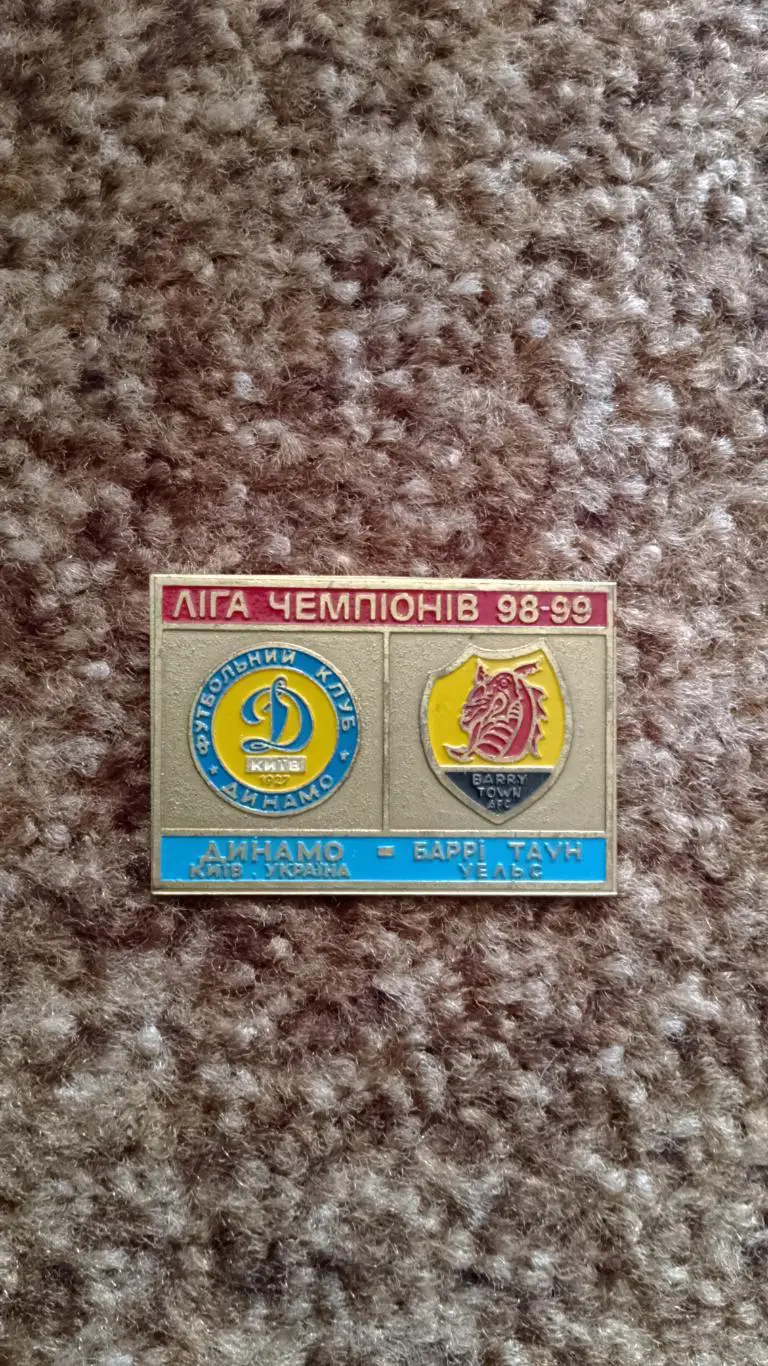 ЛІГА ЧЕМПІОНІВ 98-99
ФУТБОЛЬНИЙ КЛУБ
КИЇВ
1927
★ ДИНАМО ★
BARRY
TOWN
AFC
ДИНАМО - БАРРІ ТАУН
КИЇВ. УКРАЇНА УЕЛЬС